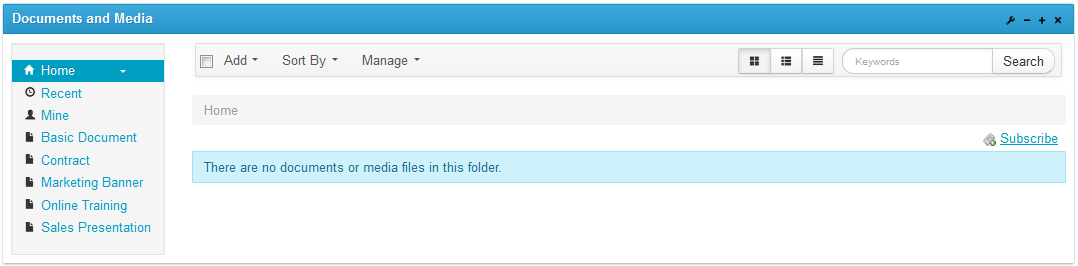 Documents and Media
Home
Recent
Mine
Basic Document
Contract
Marketing Banner
Online Training
Sales Presentation
Add Sort By Manage Keywords Search
Home
Subscribe
There are no documents or media files in this folder.